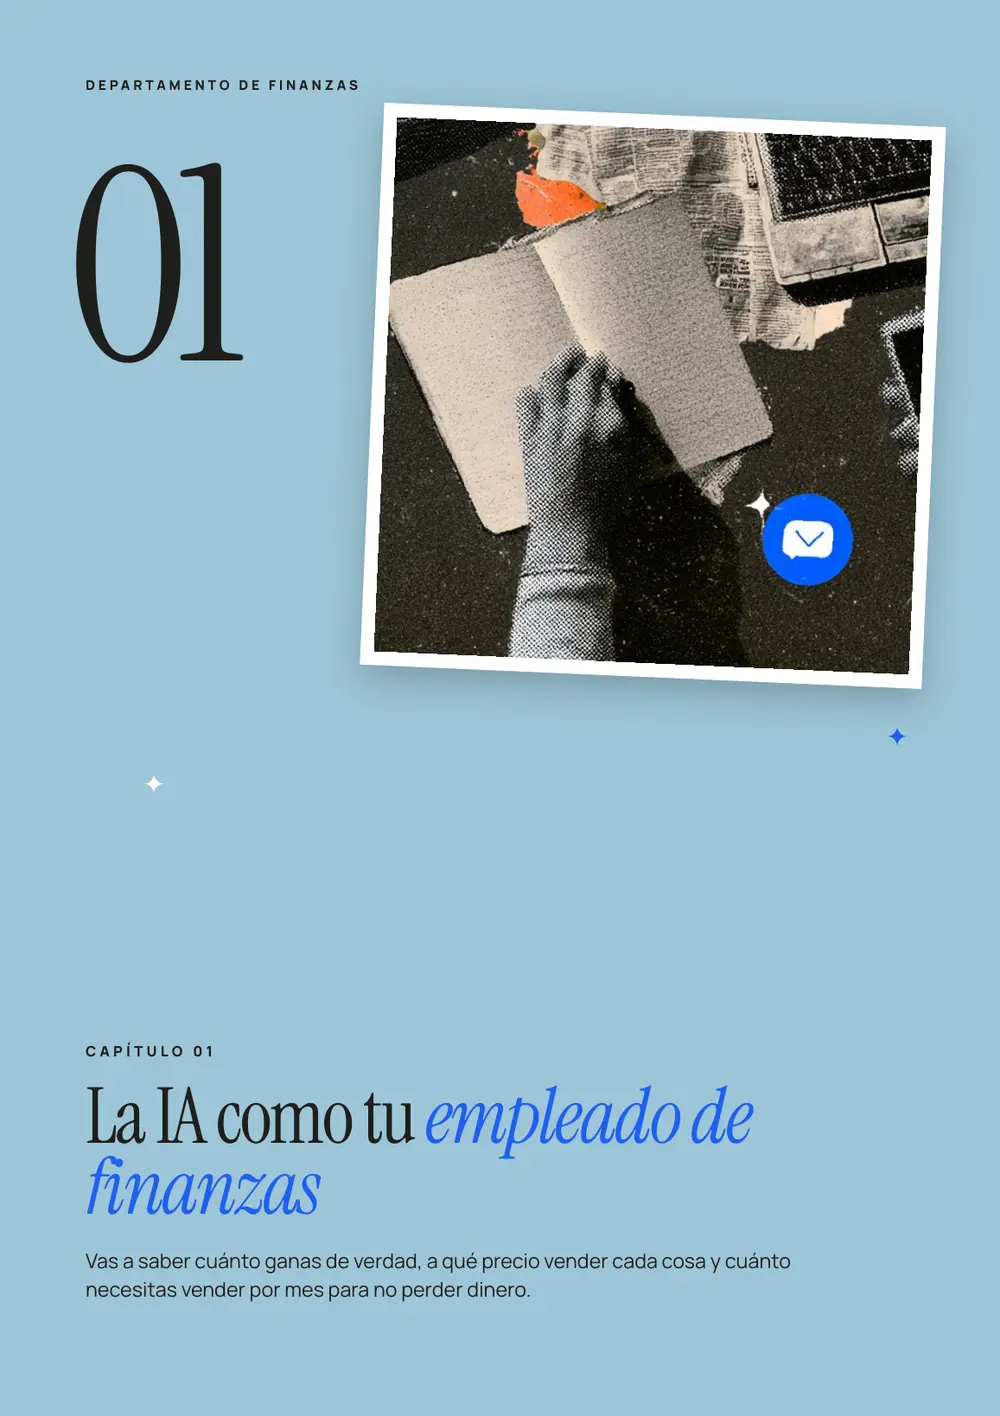 DEPARTAMENTO DE FINANZAS
01
CAPÍTULO 01
La IA como tu empleado de
finanzas
Vas a saber cuánto ganas de verdad, a qué precio vender cada cosa y cuánto
necesitas vender por mes para no perder dinero.